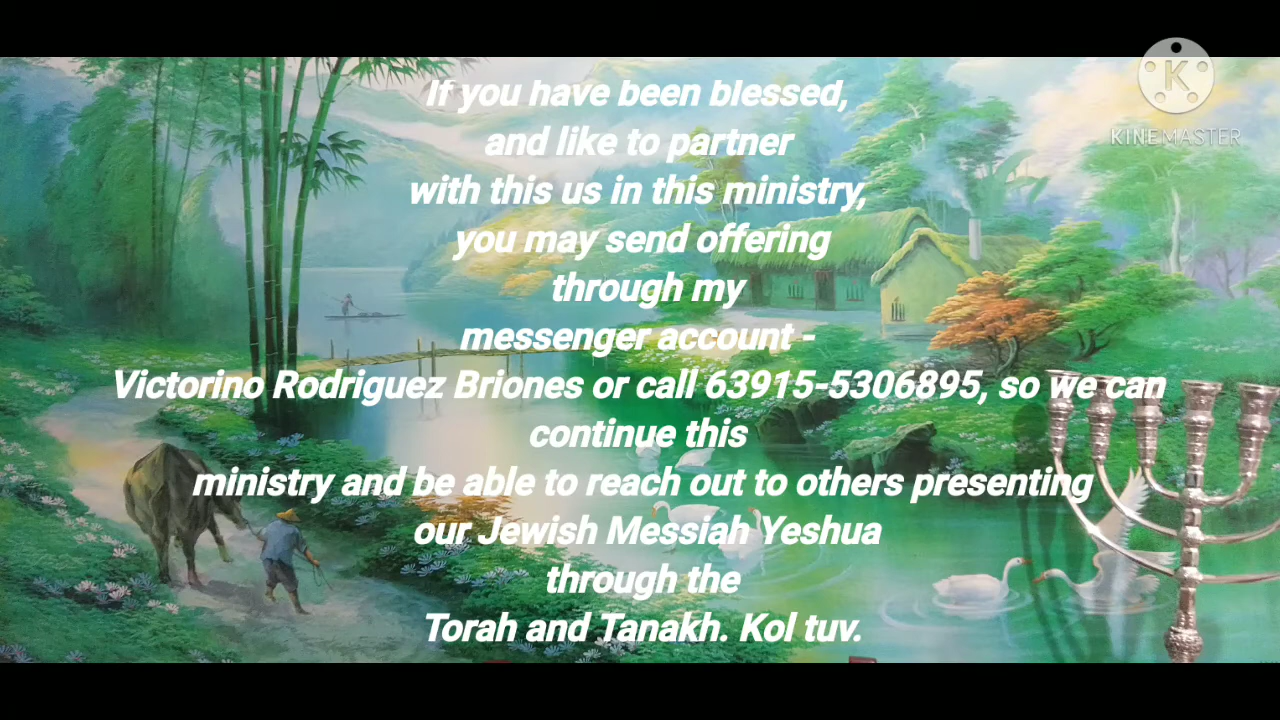 K
KINEMASTER
If you have been blessed,
and like to partner
with this us in this ministry,
you may send offering
through my
messenger account -
Victorino Rodriguez Briones or call 63915-5306895, so we can
continue this
ministry and be able to reach out to others presenting
our Jewish Messiah Yeshua
through the
Torah and Tanakh. Kol tuv.